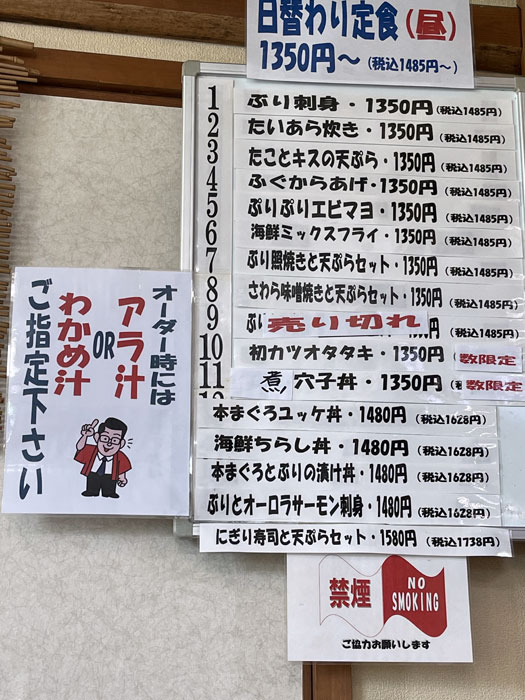 日替わり定食(昼)
1350円～(税込1485円～)
1 ぶり刺身・1350円(税込1485円)
2 たいあら炊き・1350円(税込1485円)
3 たことキスの天ぷら・1350円(税込1485円)
4 ふぐからあげ・1350円(税込1485円)
5 ぷりぷりエビマヨ・1350円(税込1485円)
6 海鮮ミックスフライ・1350円(税込1485円)
7 ぶり照焼きと天ぷらセット・1350円(税込1485円)
8 さわら味噌焼きと天ぷらセット・1350円(税込1485円)
9 ぶり 売り切れ (税込1485円)
10 初カツオタタキ・1350円 数限定
11 煮穴子丼・1350円 数限定
本まぐろユッケ丼・1480円(税込1628円)
海鮮ちらし丼・1480円(税込1628円)
本まぐろとぶりの漬け丼・1480円(税込1628円)
ぶりとオーロラサーモン刺身・1480円(税込1628円)
にぎり寿司と天ぷらセット・1580円(税込1738円)
オーダー時には
アラ汁
OR
わかめ汁
ご指定下さい
禁煙
NO
SMOKING
ご協力お願いします